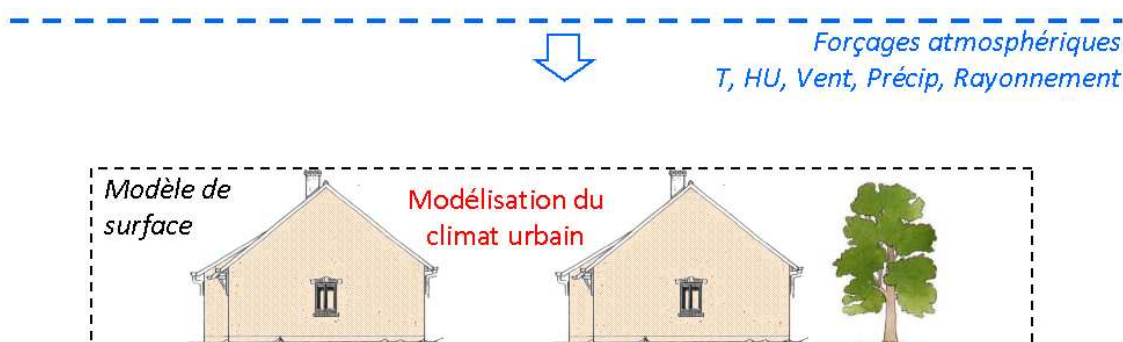 Forçages atmosphériques
T, HU, Vent, Précip, Rayonnement
Modèle de
surface
Modélisation du
climat urbain